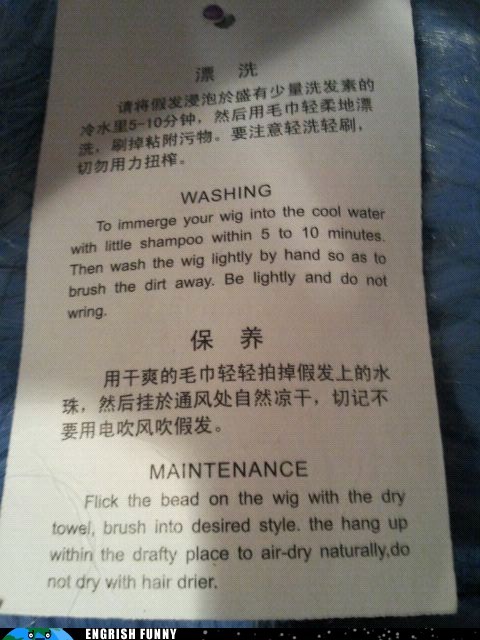 漂 洗
请将假发浸泡於盛有少量洗发素的
冷水里5-10分钟，然后用毛巾轻柔地漂
洗，刷掉粘附污物。要注意轻洗轻刷，
切勿用力扭榨。
WASHING
To immerge your wig into the cool water
with little shampoo within 5 to 10 minutes.
Then wash the wig lightly by hand so as to
brush the dirt away. Be lightly and do not
wring.
保 养
用干爽的毛巾轻轻拍掉假发上的水
珠，然后挂於通风处自然凉干，切记不
要用电吹风吹假发。
MAINTENANCE
Flick the bead on the wig with the dry
towel, brush into desired style. the hang up
within the drafty place to air-dry naturally,do
not dry with hair drier.
ENGRISH FUNNY